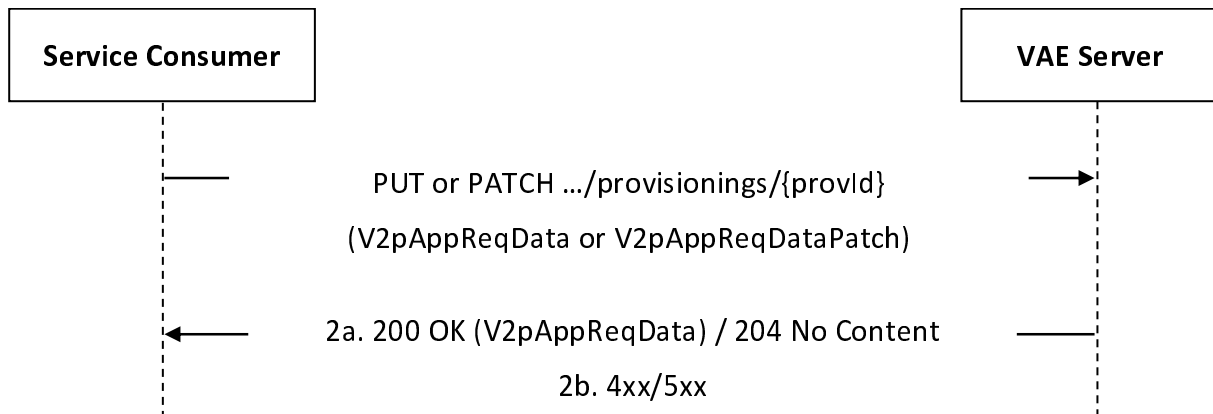 Service Consumer
VAE Server
PUT or PATCH …/provisionings/{provId}
(V2pAppReqData or V2pAppReqDataPatch)
2a. 200 OK (V2pAppReqData) / 204 No Content
2b. 4xx/5xx